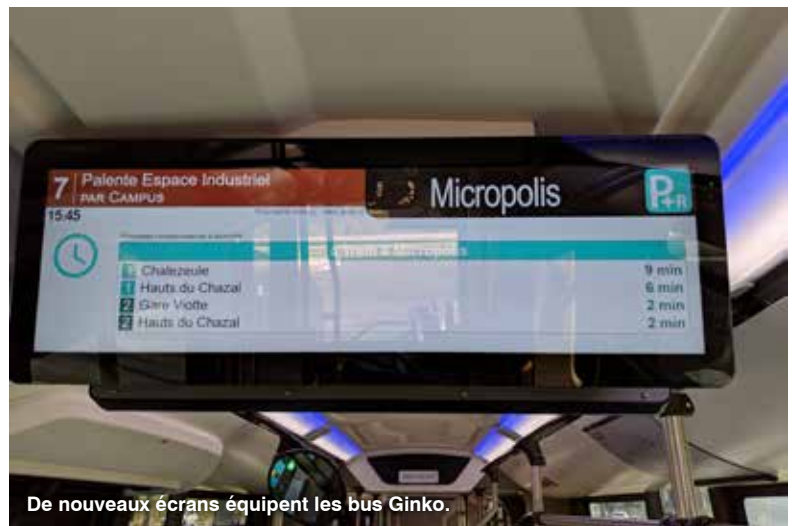 7 Palente Espace Industriel
PAR CAMPUS
Micropolis
P+R
15:45
1 Chalezeule 9 min
1 Hauts du Chazal 6 min
2 Gare Viotte 2 min
2 Hauts du Chazal 2 min
De nouveaux écrans équipent les bus Ginko.